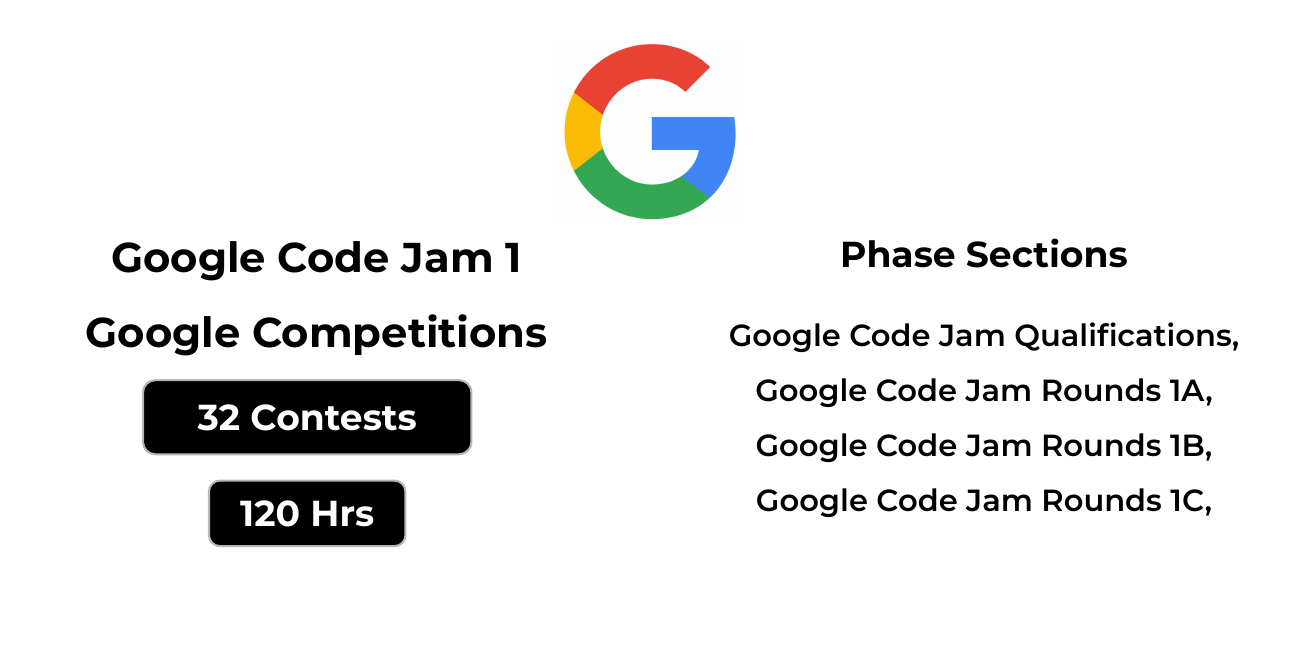 Google Code Jam 1
Google Competitions
32 Contests
120 Hrs
Phase Sections
Google Code Jam Qualifications,
Google Code Jam Rounds 1A,
Google Code Jam Rounds 1B,
Google Code Jam Rounds 1C,